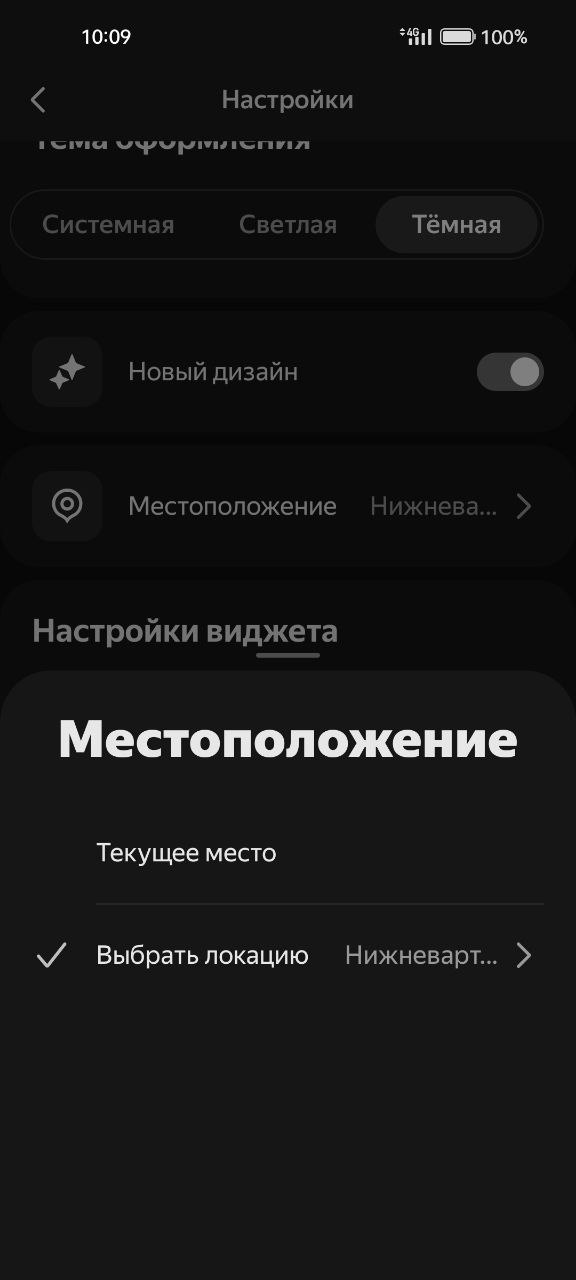 10:09 4G 100%
Настройки
Тема оформления
Системная Светлая Тёмная
Новый дизайн
Местоположение Нижнева...
Настройки виджета
Местоположение
Текущее место
Выбрать локацию Нижневарт...